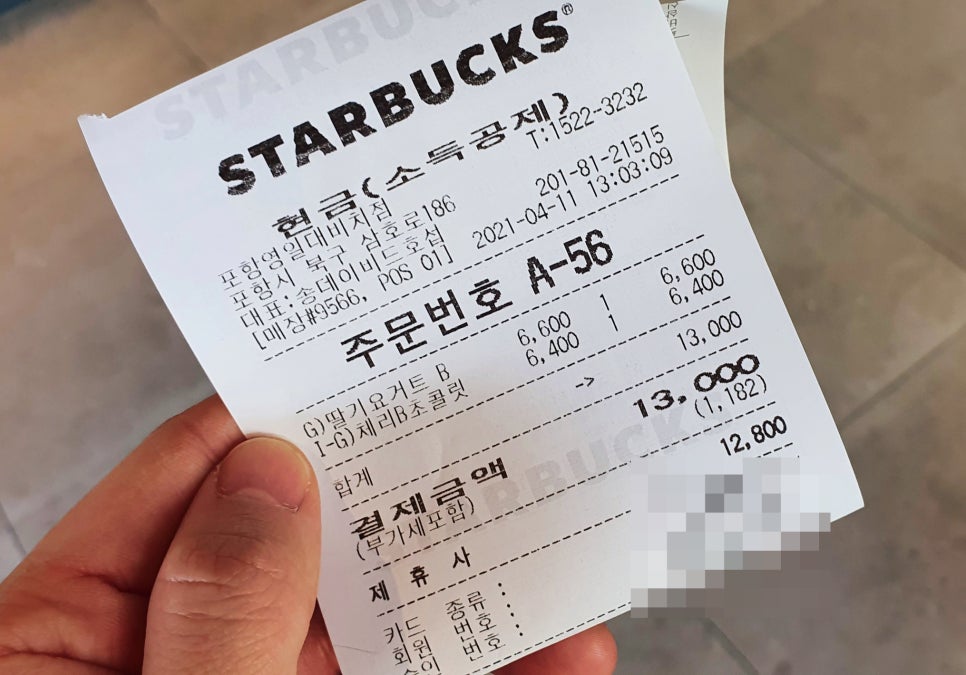 STARBUCKS®
현금(소득공제)
포항영일대비치점 T:1522-3232
포항시 북구 삼호로186
대표:송데이비드호섭 201-81-21515
[매장#9566, POS 01] 2021-04-11 13:03:09
주문번호 A-56
G)딸기요거트 B 6,600 1 6,600
I-G)체리B초콜릿 6,400 1 6,400
합계 -> 13,000
결제금액 13,000
(부가세포함) (1,182)
제 휴 사 12,800
카드 종류 :
회원 번호 :
승인 번호 :